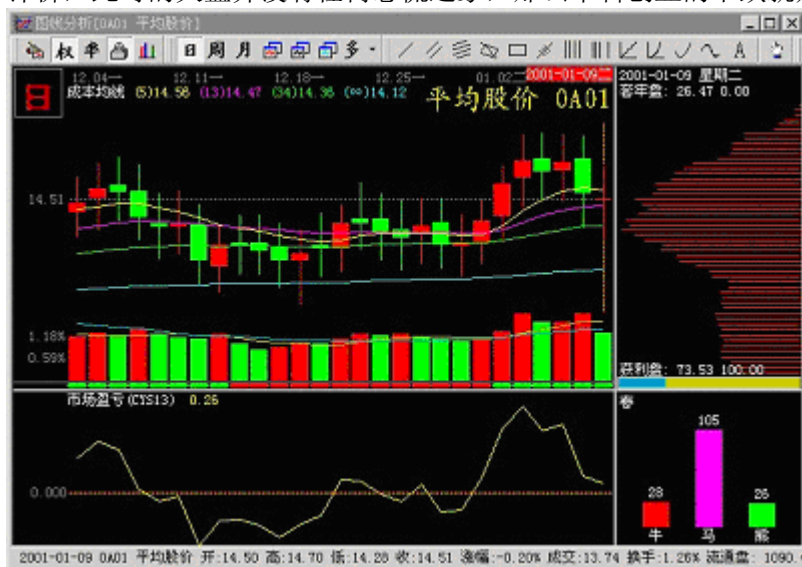 图线分析[0A01 平均股价]
权 率 日 周 月 多
12.04一 12.11一 12.18一 12.25一 01.02二 2001-01-09二
日 成本均线 (5)14.56 (13)14.47 (34)14.36 (∞)14.12
平均股价 0A01
2001-01-09 星期二
套牢盘: 26.47 0.00
14.51
1.18%
0.59%
获利盘: 73.53 100.00
市场盈亏(CYS13) 0.26
0.000
春
105
28
26
牛 马 熊
2001-01-09 0A01 平均股价 开:14.50 高:14.70 低:14.28 收:14.51 涨幅:-0.20% 成交:13.74 换手:1.26% 流通盘: 1090.